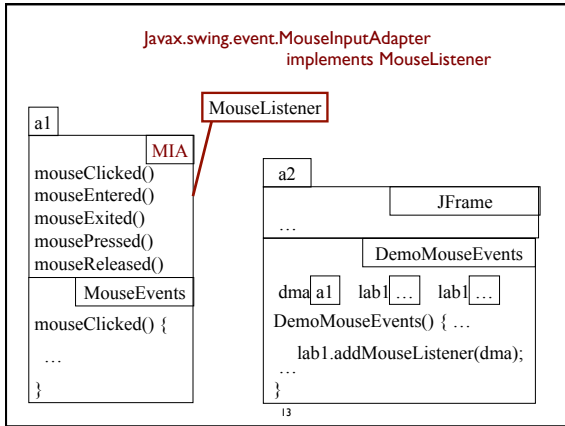 Javax.swing.event.MouseInputAdapter
implements MouseListener
MouseListener
a1
MIA
mouseClicked()
mouseEntered()
mouseExited()
mousePressed()
mouseReleased()
MouseEvents
mouseClicked() {
…
}
a2
JFrame
…
DemoMouseEvents
dma a1 lab1 … lab1 …
DemoMouseEvents() { …
lab1.addMouseListener(dma);
…
}
13